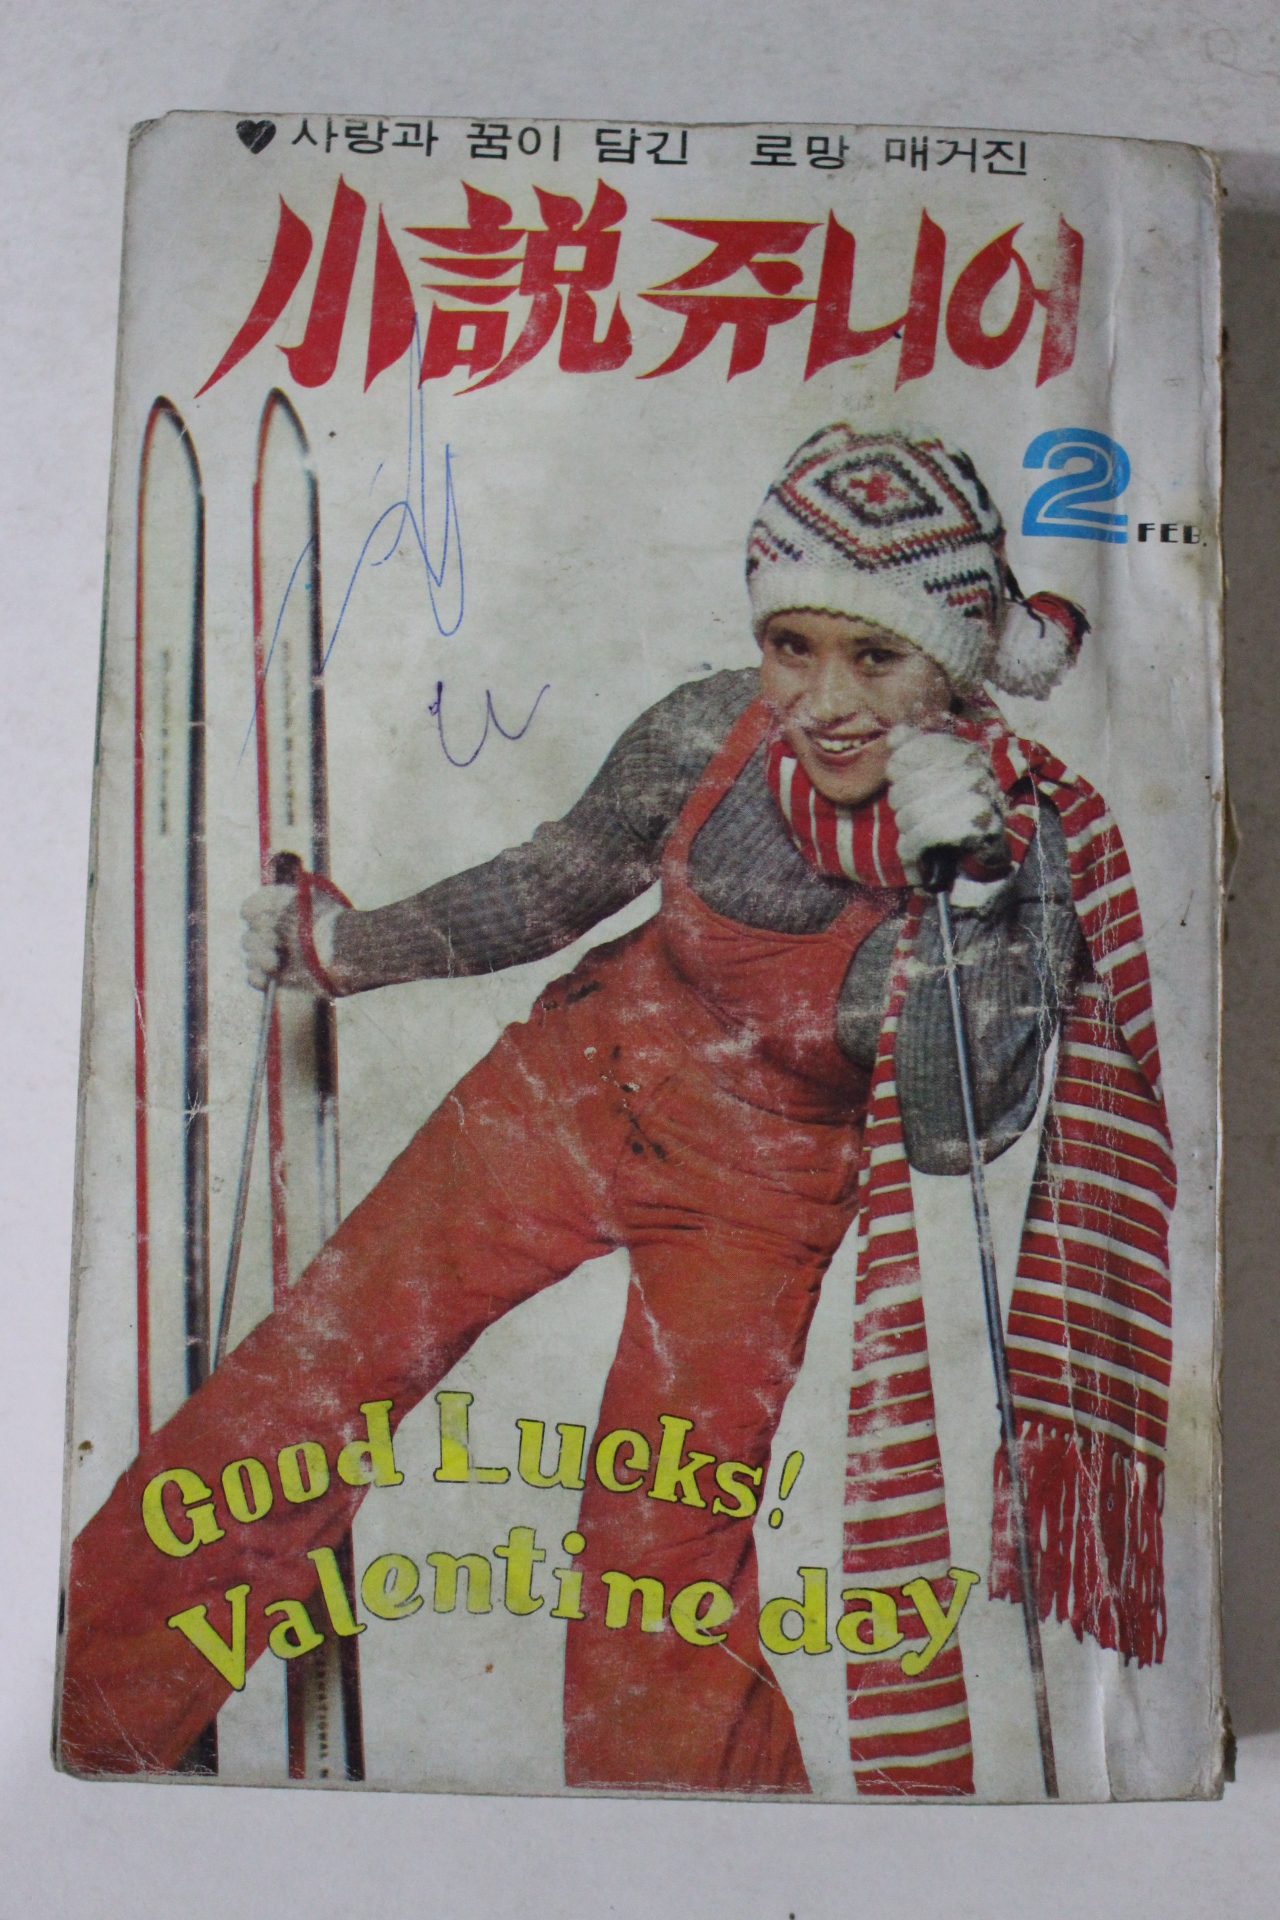 ♥사랑과 꿈이 담긴 로망 매거진
小説 쥬니어
2 FEB.
Good Lucks!
Valentine day